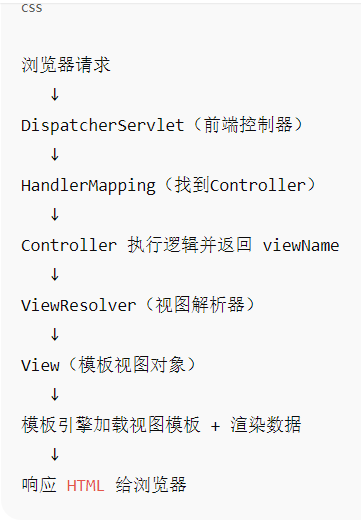 css
浏览器请求
↓
DispatcherServlet（前端控制器）
↓
HandlerMapping（找到Controller）
↓
Controller 执行逻辑并返回 viewName
↓
ViewResolver（视图解析器）
↓
View（模板视图对象）
↓
模板引擎加载视图模板 + 渲染数据
↓
响应 HTML 给浏览器